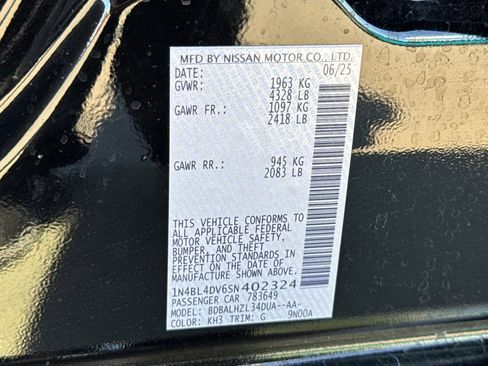 MFD BY NISSAN MOTOR CO., LTD.
DATE: 06/25
GVWR: 1963 KG
4328 LB
GAWR FR.: 1097 KG
2418 LB
GAWR RR.: 945 KG
2083 LB
THIS VEHICLE CONFORMS TO
ALL APPLICABLE FEDERAL
MOTOR VEHICLE SAFETY,
BUMPER, AND THEFT
PREVENTION STANDARDS
IN EFFECT ON THE DATE OF
MANUFACTURE SHOWN ABOVE.
1N4BL4DV6SN402324
PASSENGER CAR 783649
MODEL: BDBALHZL34DUA--AA-
COLOR: KH3 TRIM: G 9N00A